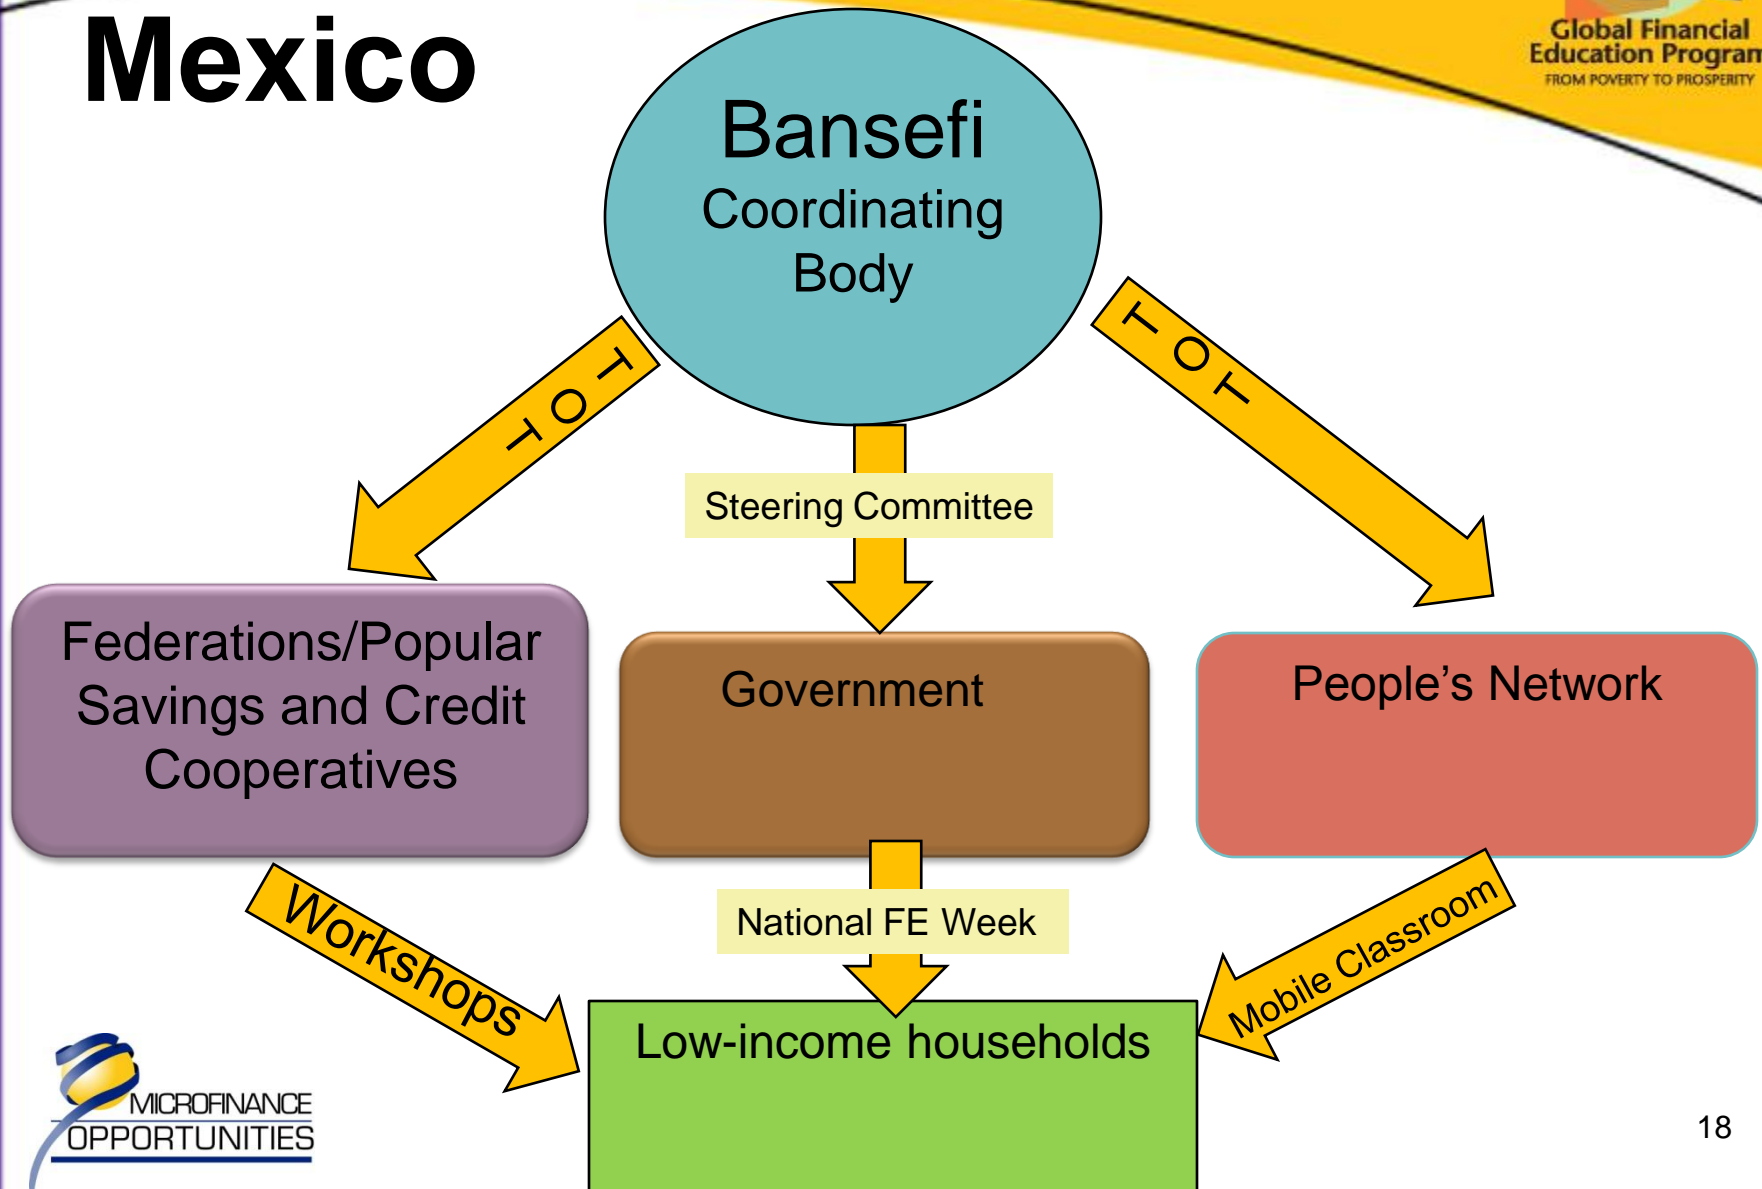 Mexico
Global Financial
Education Program
FROM POVERTY TO PROSPERITY
Bansefi
Coordinating
Body
TOT
TOT
Steering Committee
Federations/Popular
Savings and Credit
Cooperatives
Government
People's Network
Workshops
National FE Week
Mobile Classroom
Low-income households
MICROFINANCE
OPPORTUNITIES
18